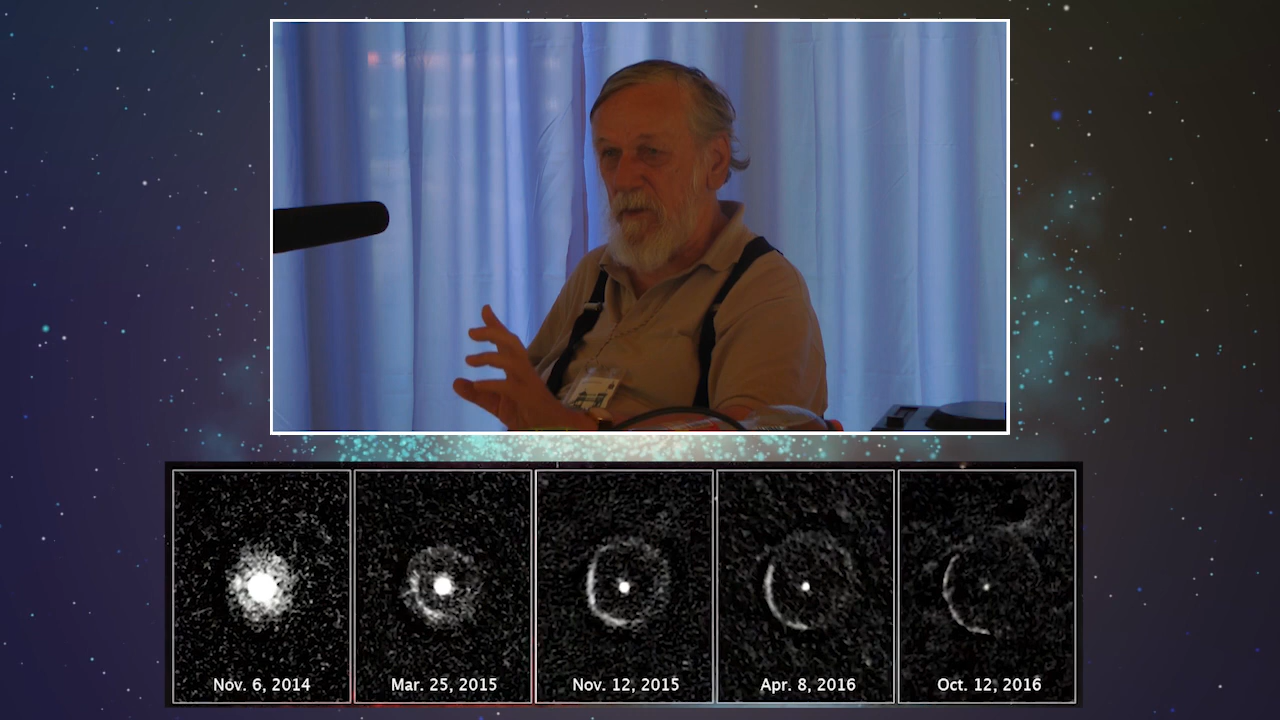 Nov. 6, 2014
Mar. 25, 2015
Nov. 12, 2015
Apr. 8, 2016
Oct. 12, 2016